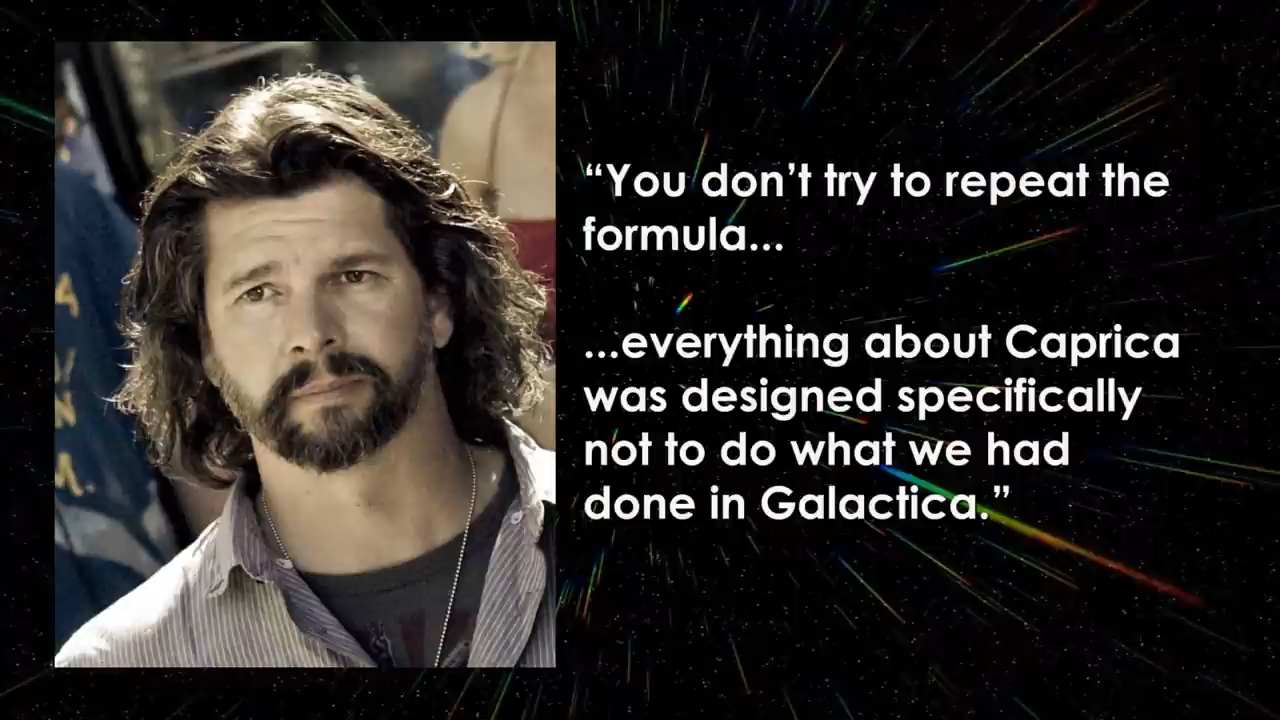 “You don’t try to repeat the
formula...
...everything about Caprica
was designed specifically
not to do what we had
done in Galactica.”